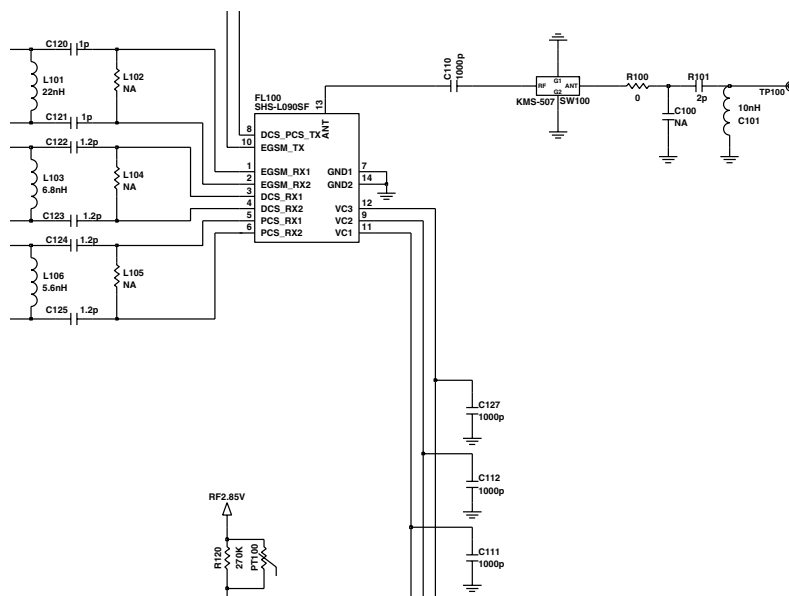 C120 1p
L101
22nH
L102
NA
C121 1p
C122 1.2p
L103
6.8nH
L104
NA
C123 1.2p
C124 1.2p
L106
5.6nH
L105
NA
C125 1.2p
FL100
SHS-L090SF
13
ANT
8 DCS_PCS_TX
10 EGSM_TX
1 EGSM_RX1
2 EGSM_RX2
3 DCS_RX1
4 DCS_RX2
5 PCS_RX1
6 PCS_RX2
GND1 7
GND2 14
VC3 12
VC2 9
VC1 11
C110
1000p
RF G1 ANT
G2
KMS-507 SW100
R100
0
R101
2p
C100
NA
10nH
C101
TP100
C127
1000p
C112
1000p
C111
1000p
RF2.85V
R120
270K
PT100